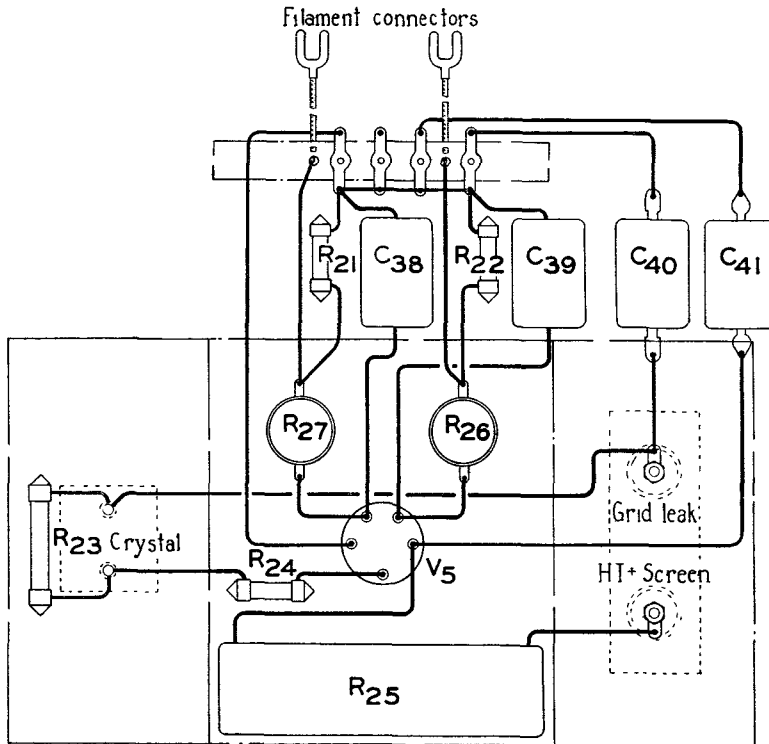 Filament connectors
R21
C38
R22
C39
C40
C41
R27
R26
Grid leak
R23 Crystal
R24
V5
HT+ Screen
R25